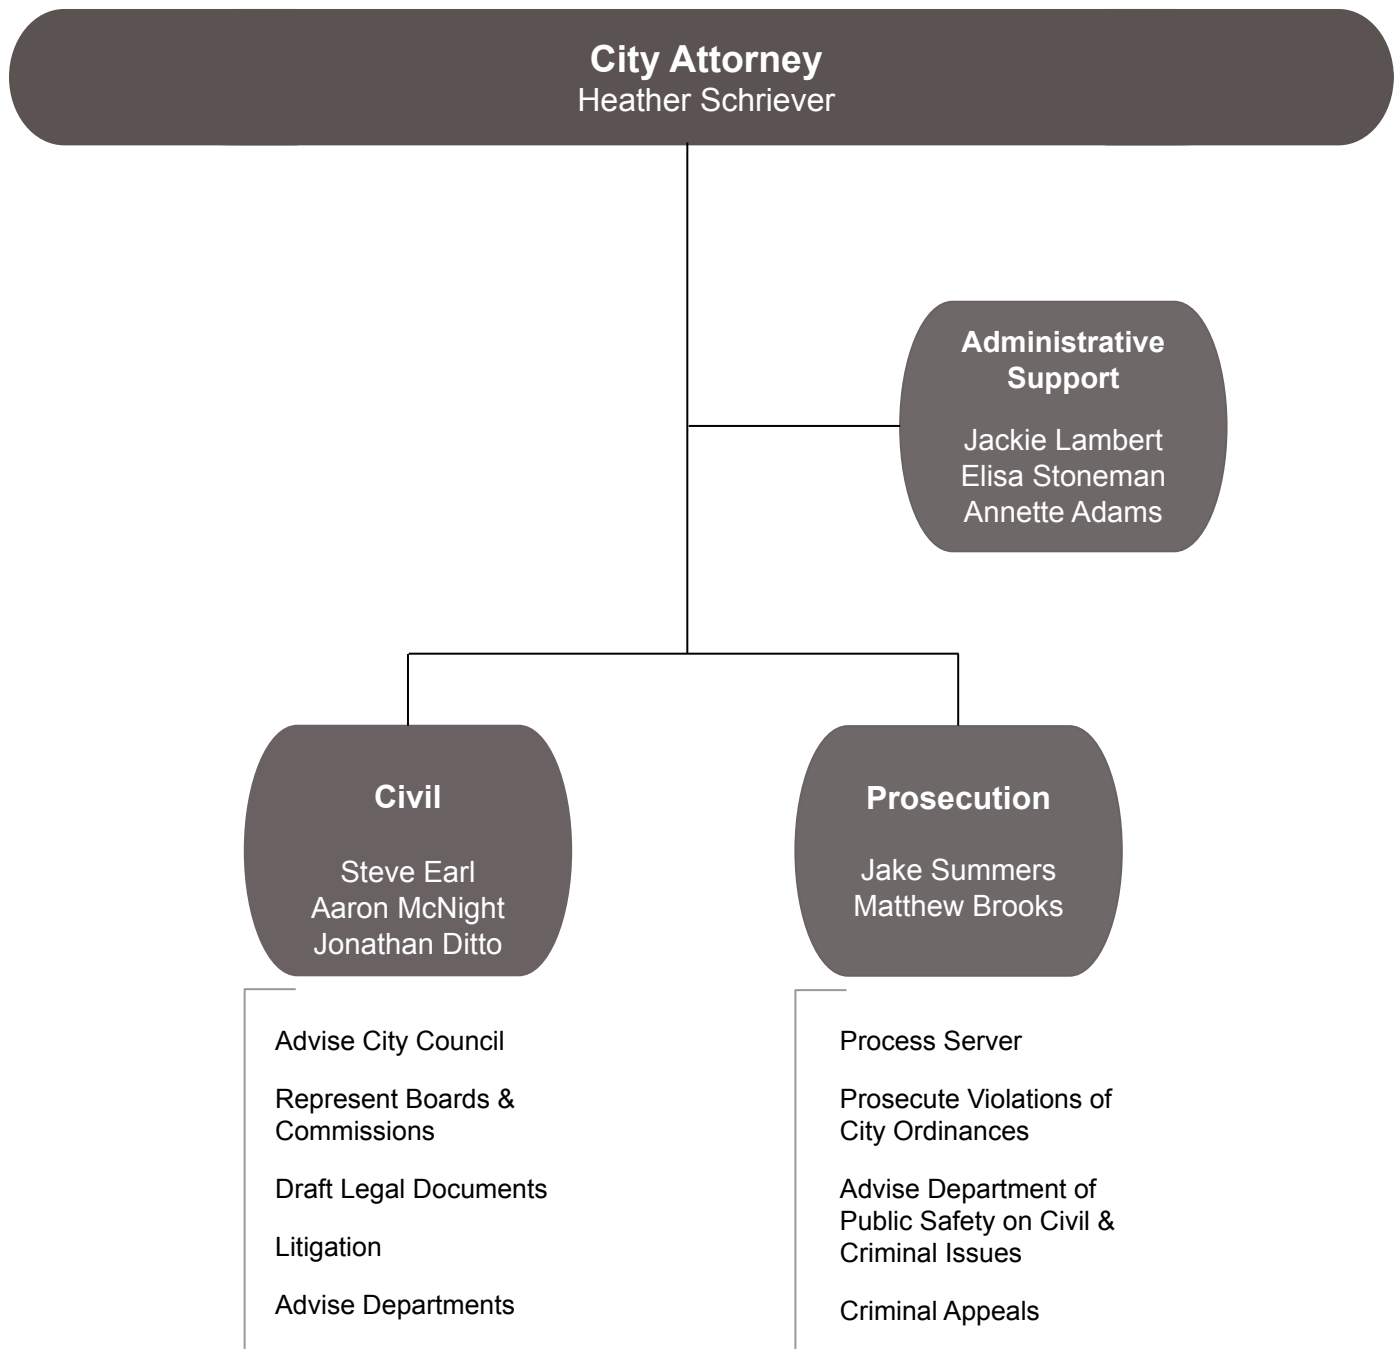 City Attorney
Heather Schriever
Administrative
Support
Jackie Lambert
Elisa Stoneman
Annette Adams
Civil
Steve Earl
Aaron McNight
Jonathan Ditto
Advise City Council
Represent Boards &
Commissions
Draft Legal Documents
Litigation
Advise Departments
Prosecution
Jake Summers
Matthew Brooks
Process Server
Prosecute Violations of
City Ordinances
Advise Department of
Public Safety on Civil &
Criminal Issues
Criminal Appeals